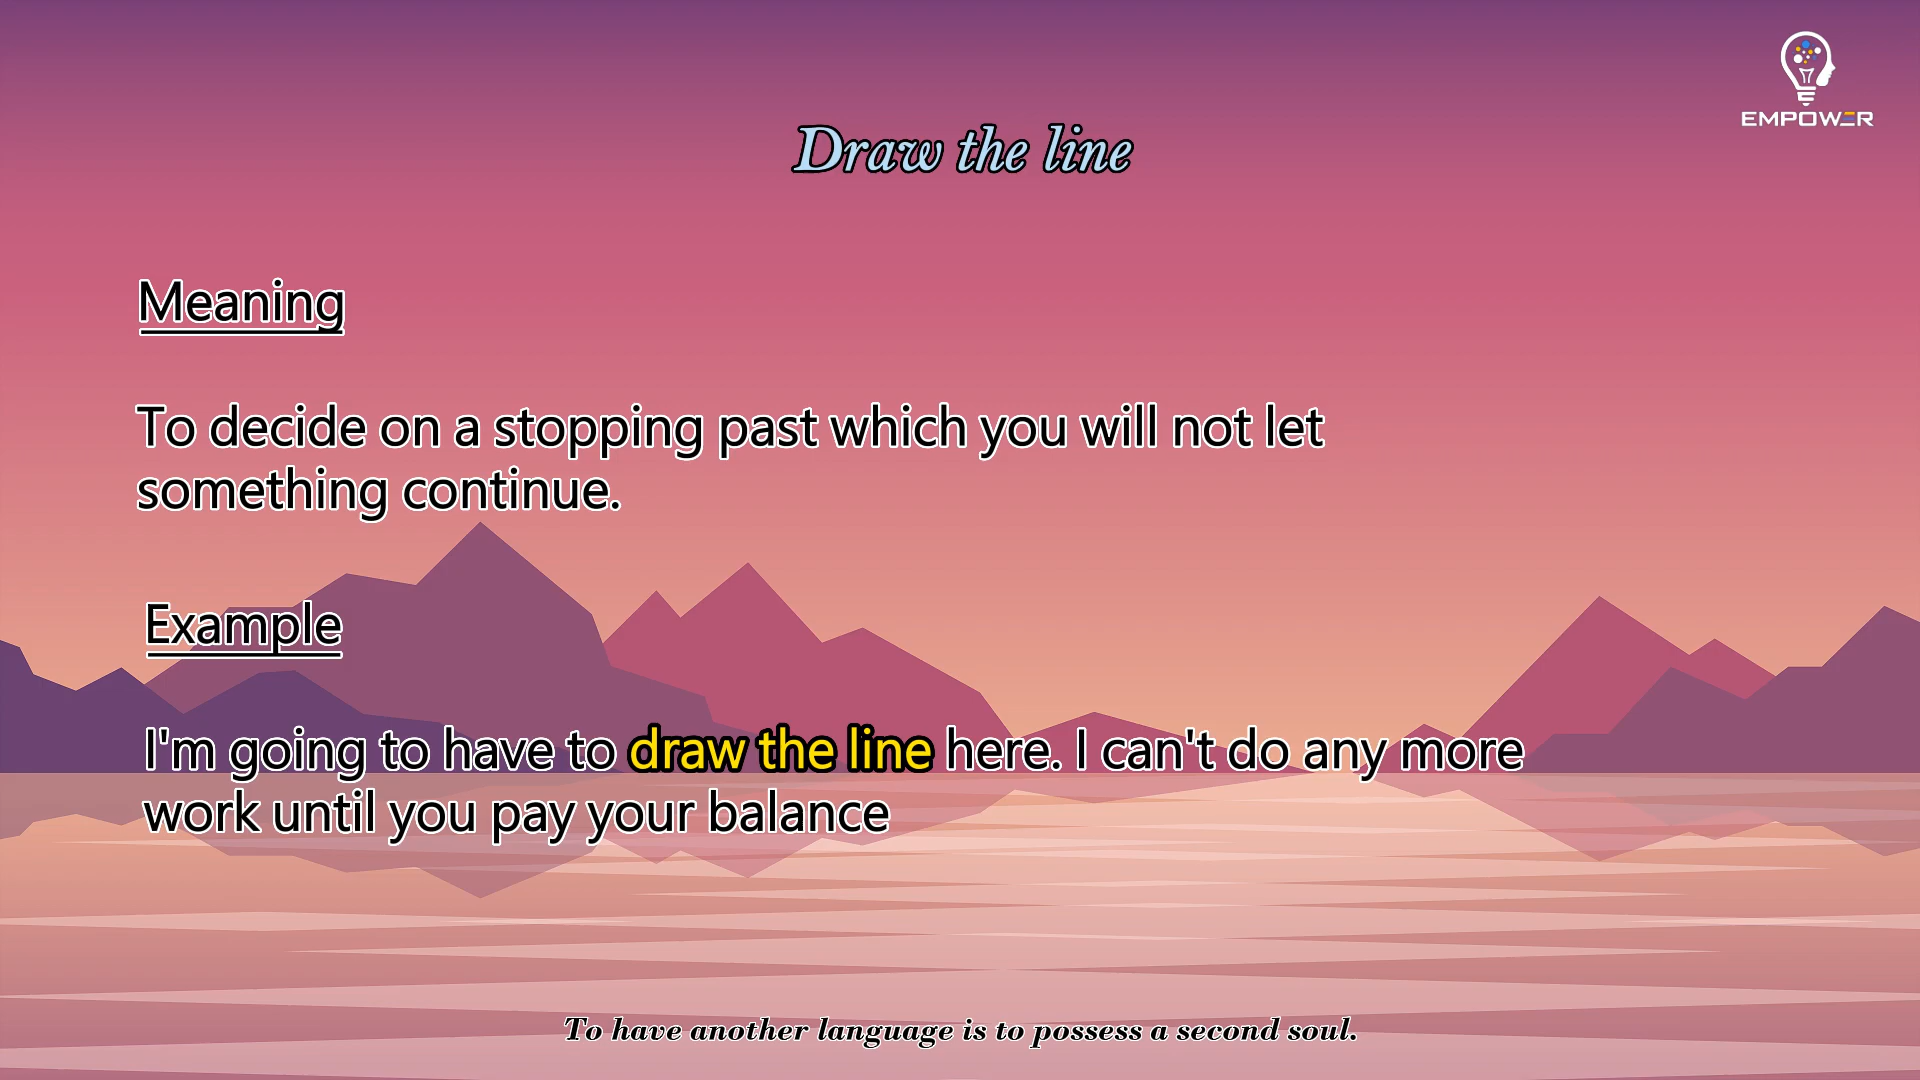 EMPOWER
Draw the line
Meaning
To decide on a stopping past which you will not let
something continue.
Example
I'm going to have to draw the line here. I can't do any more
work until you pay your balance
To have another language is to possess a second soul.